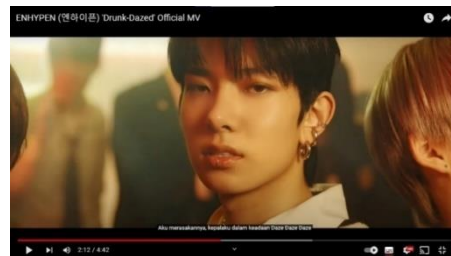 ENHYPEN (엔하이픈) 'Drunk-Dazed' Official MV
Aku merasakannya, kepalaku dalam keadaan Daze Daze Daze
2:12 / 4:42